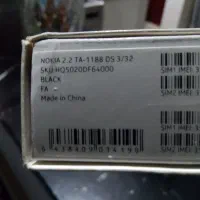 NOKIA 2.2 TA-1188 DS 3/32
SKU:HQ5020DF64000
BLACK
FA
Made in China
SIM1 IMEI
SIM2 IMEI
SIM1 IMEI
SIM2 IMEI